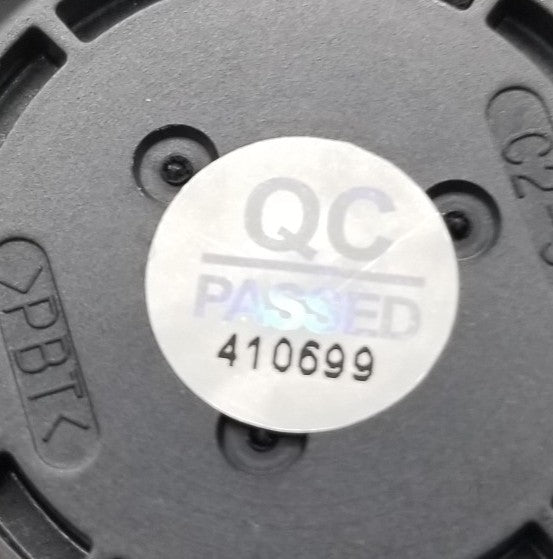 QC
PASSED
410699
>PBT<